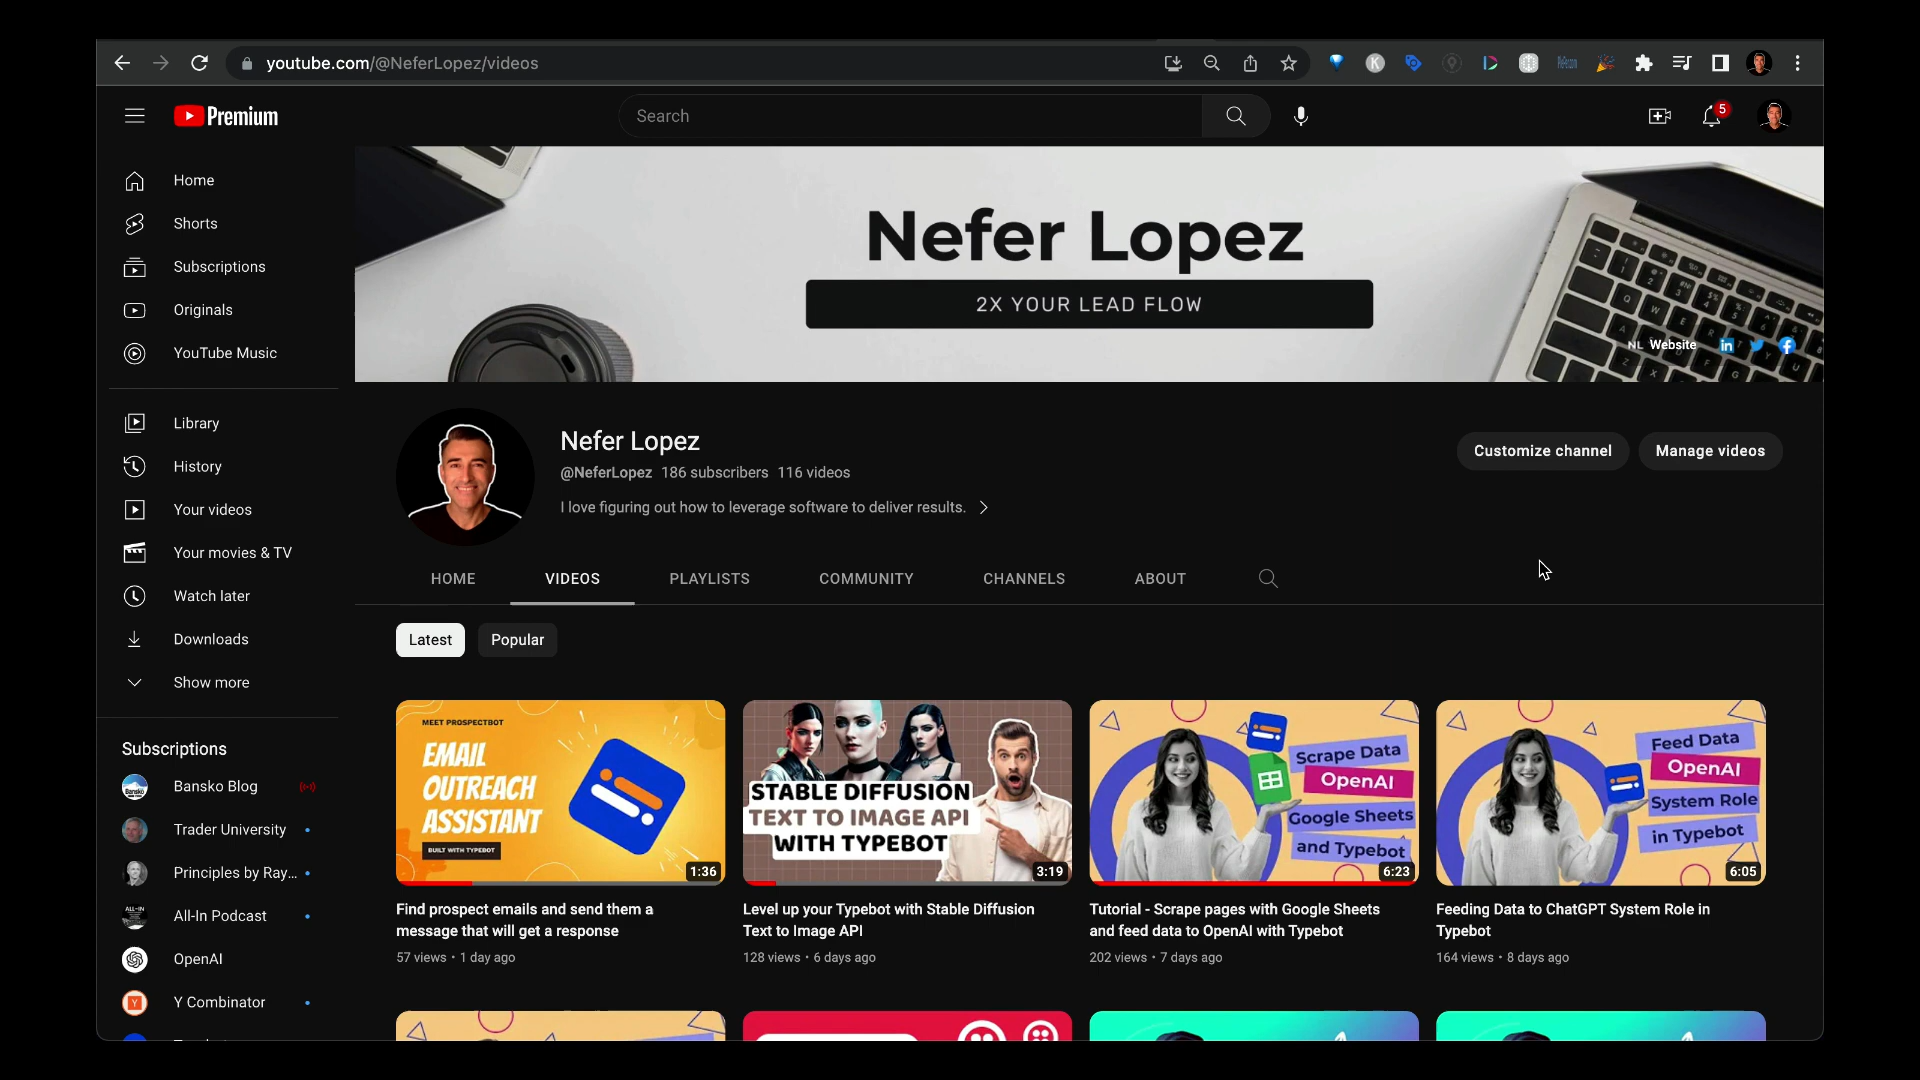 youtube.com/@NeferLopez/videos
Premium
Search
5
Home
Shorts
Subscriptions
Originals
YouTube Music
Library
History
Your videos
Your movies & TV
Watch later
Downloads
Show more
Subscriptions
Bansko Blog
Trader University
Principles by Ray...
All-In Podcast
OpenAI
Y Combinator
Nefer Lopez
2X YOUR LEAD FLOW
NL Website
Nefer Lopez
@NeferLopez 186 subscribers 116 videos
I love figuring out how to leverage software to deliver results.
Customize channel
Manage videos
HOME
VIDEOS
PLAYLISTS
COMMUNITY
CHANNELS
ABOUT
Latest
Popular
MEET PROSPECTBOT
EMAIL
OUTREACH
ASSISTANT
BUILT WITH TYPEBOT
1:36
Find prospect emails and send them a
message that will get a response
57 views • 1 day ago
STABLE DIFFUSION
TEXT TO IMAGE API
WITH TYPEBOT
3:19
Level up your Typebot with Stable Diffusion
Text to Image API
128 views • 6 days ago
Scrape Data
OpenAI
Google Sheets
and Typebot
6:23
Tutorial - Scrape pages with Google Sheets
and feed data to OpenAI with Typebot
202 views • 7 days ago
Feed Data
OpenAI
System Role
in Typebot
6:05
Feeding Data to ChatGPT System Role in
Typebot
164 views • 8 days ago